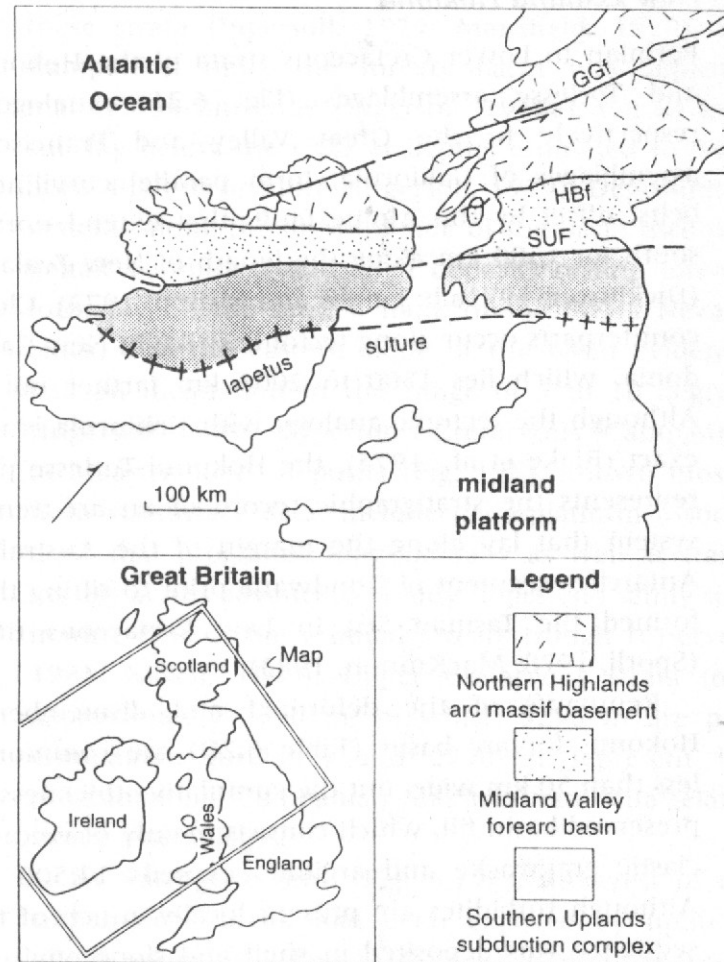 Atlantic
Ocean
GGf
HBf
SUF
suture
Iapetus
100 km
midland
platform
Great Britain
Scotland
Map
Ireland
Wales
England
Legend
Northern Highlands
arc massif basement
Midland Valley
forearc basin
Southern Uplands
subduction complex